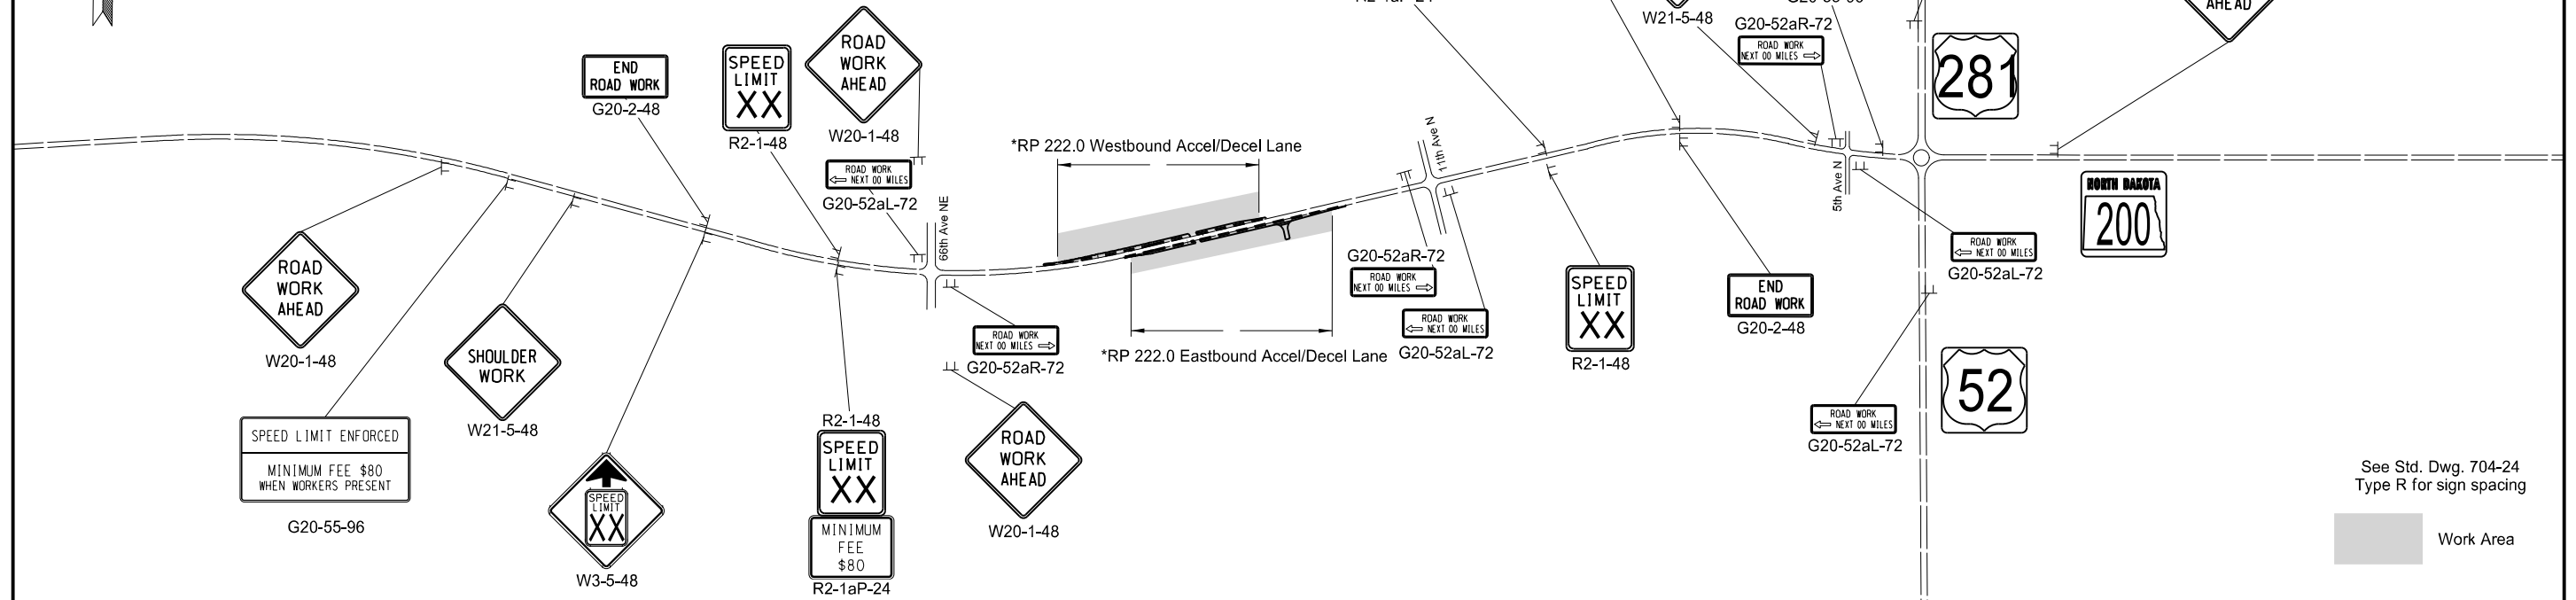 W21-5-48
G20-52aR-72
ROAD WORK
NEXT 00 MILES
AHEAD
281
END
ROAD WORK
G20-2-48
SPEED
LIMIT
XX
R2-1-48
ROAD
WORK
AHEAD
W20-1-48
ROAD WORK
NEXT 00 MILES
G20-52aL-72
66th Ave NE
*RP 222.0 Westbound Accel/Decel Lane
11th Ave N
5th Ave N
NORTH DAKOTA
200
ROAD
WORK
AHEAD
W20-1-48
SPEED LIMIT ENFORCED
MINIMUM FEE $80
WHEN WORKERS PRESENT
G20-55-96
SHOULDER
WORK
W21-5-48
SPEED
LIMIT
XX
W3-5-48
R2-1-48
SPEED
LIMIT
XX
MINIMUM
FEE
$80
R2-1aP-24
ROAD WORK
NEXT 00 MILES
G20-52aR-72
ROAD
WORK
AHEAD
W20-1-48
*RP 222.0 Eastbound Accel/Decel Lane
G20-52aR-72
ROAD WORK
NEXT 00 MILES
ROAD WORK
NEXT 00 MILES
G20-52aL-72
SPEED
LIMIT
XX
R2-1-48
END
ROAD WORK
G20-2-48
ROAD WORK
NEXT 00 MILES
G20-52aL-72
ROAD WORK
NEXT 00 MILES
G20-52aL-72
52
See Std. Dwg. 704-24
Type R for sign spacing
Work Area